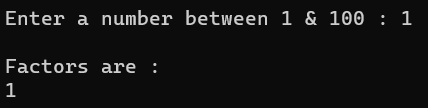 Enter a number between 1 & 100 : 1
Factors are :
1